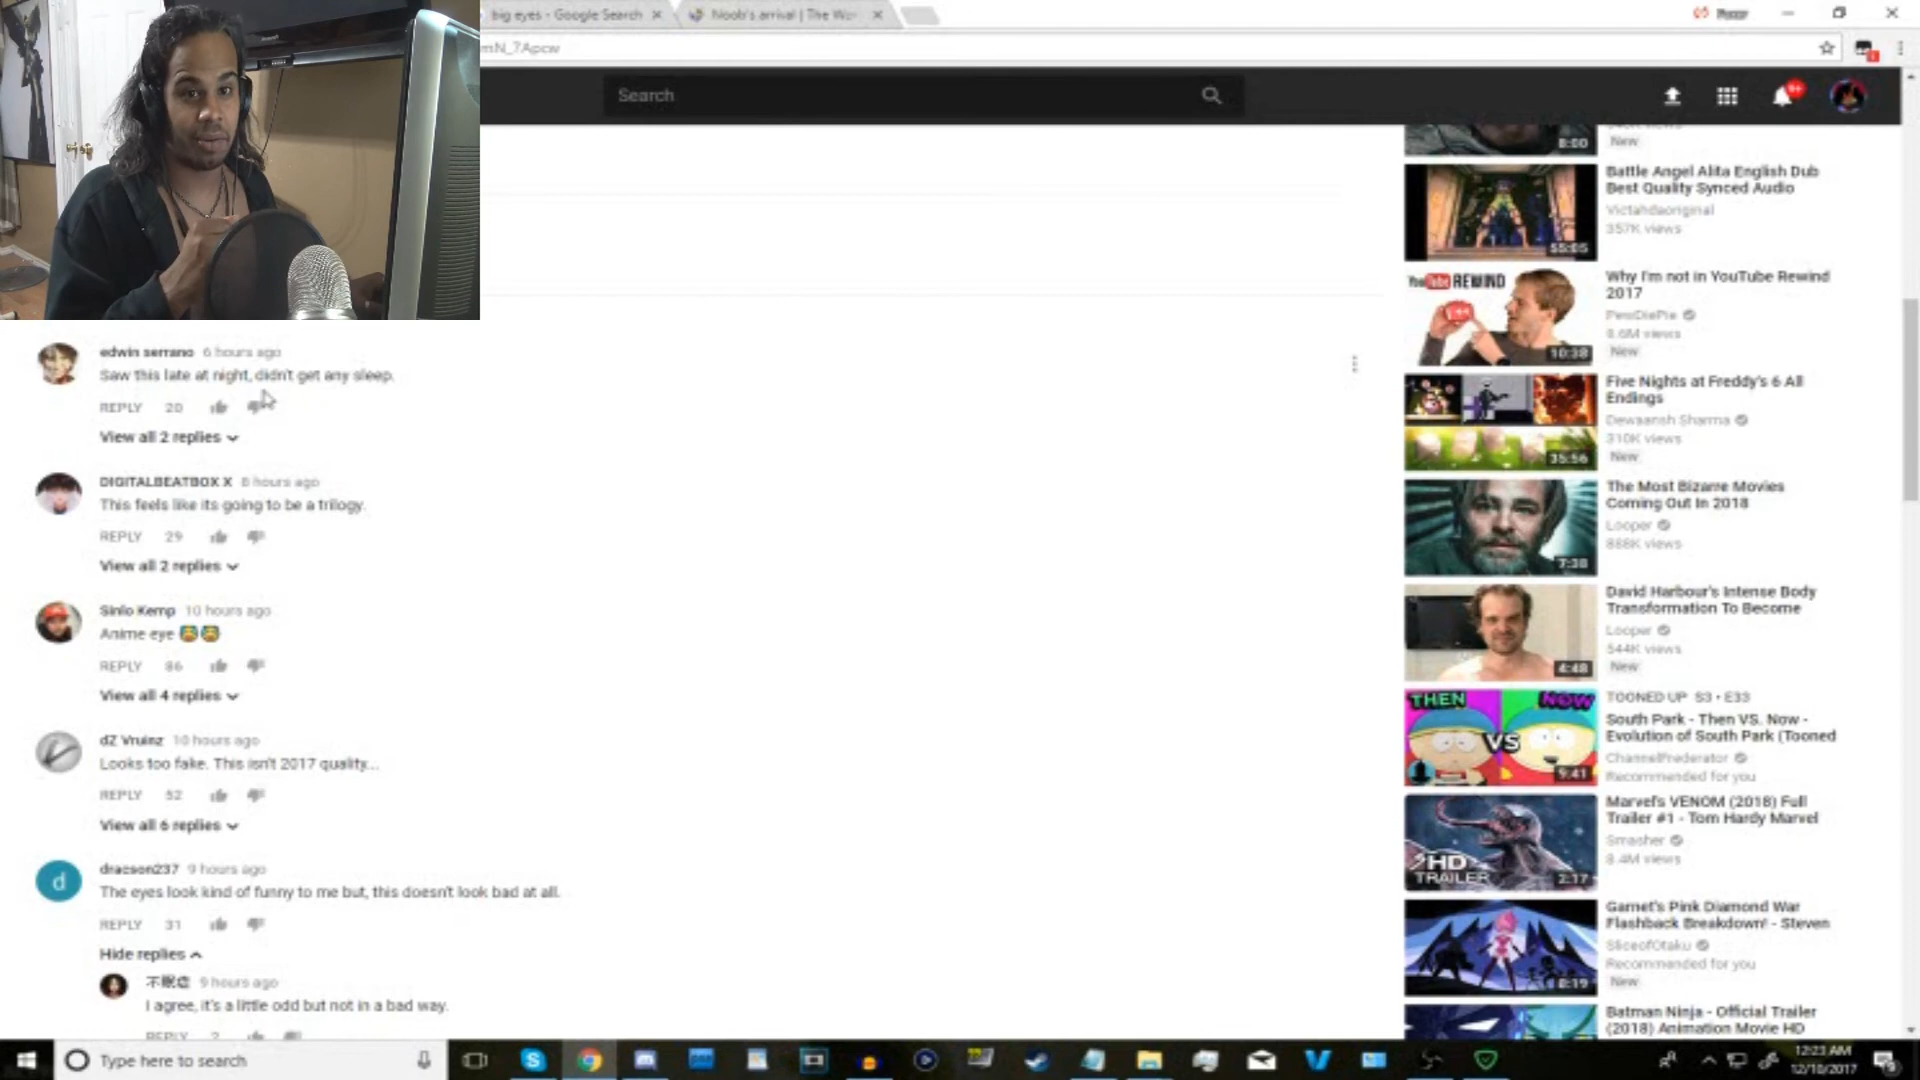 big eyes - Google Search
Noob's arrival | The Wo
mN_7Apcw
Search
edwin serrano 6 hours ago
Saw this late at night, didn't get any sleep.
REPLY 20
View all 2 replies
DIGITALBEATBOX X 8 hours ago
This feels like its going to be a trilogy.
REPLY 29
View all 2 replies
Sinlo Kemp 10 hours ago
Anime eye
REPLY 86
View all 4 replies
dZ Vruinz 10 hours ago
Looks too fake. This isn't 2017 quality...
REPLY 52
View all 6 replies
d
dracson237 9 hours ago
The eyes look kind of funny to me but, this doesn't look bad at all.
REPLY 31
Hide replies
不眠症 9 hours ago
I agree, it's a little odd but not in a bad way.
REPLY 2
8:00
New
Battle Angel Alita English Dub
Best Quality Synced Audio
Victahdaoriginal
357K views
55:05
YouTube REWIND
10:38
Why I'm not in YouTube Rewind
2017
PewDiePie
8.6M views
New
Five Nights at Freddy's 6 All
Endings
Dewaansh Sharma
310K views
New
35:56
The Most Bizarre Movies
Coming Out In 2018
Looper
888K views
7:38
David Harbour's Intense Body
Transformation To Become
Looper
544K views
New
4:48
THEN NOW
VS
9:41
TOONED UP S3 • E33
South Park - Then VS. Now -
Evolution of South Park (Tooned
ChannelFrederator
Recommended for you
Marvel's VENOM (2018) Full
Trailer #1 - Tom Hardy Marvel
Smasher
8.4M views
HD
TRAILER
2:17
Garnet's Pink Diamond War
Flashback Breakdown! - Steven
SliceofOtaku
Recommended for you
New
8:19
Batman Ninja - Official Trailer
(2018) Animation Movie HD
Type here to search
12:23 AM
12/10/2017